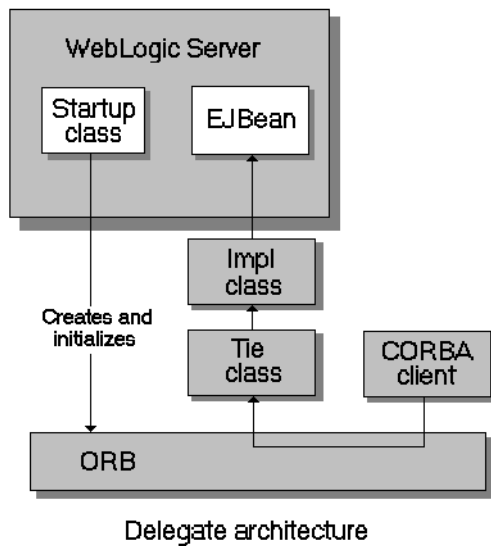 WebLogic Server
Startup
class
EJBean
Impl
class
Creates and
initializes
Tie
class
CORBA
client
ORB
Delegate architecture